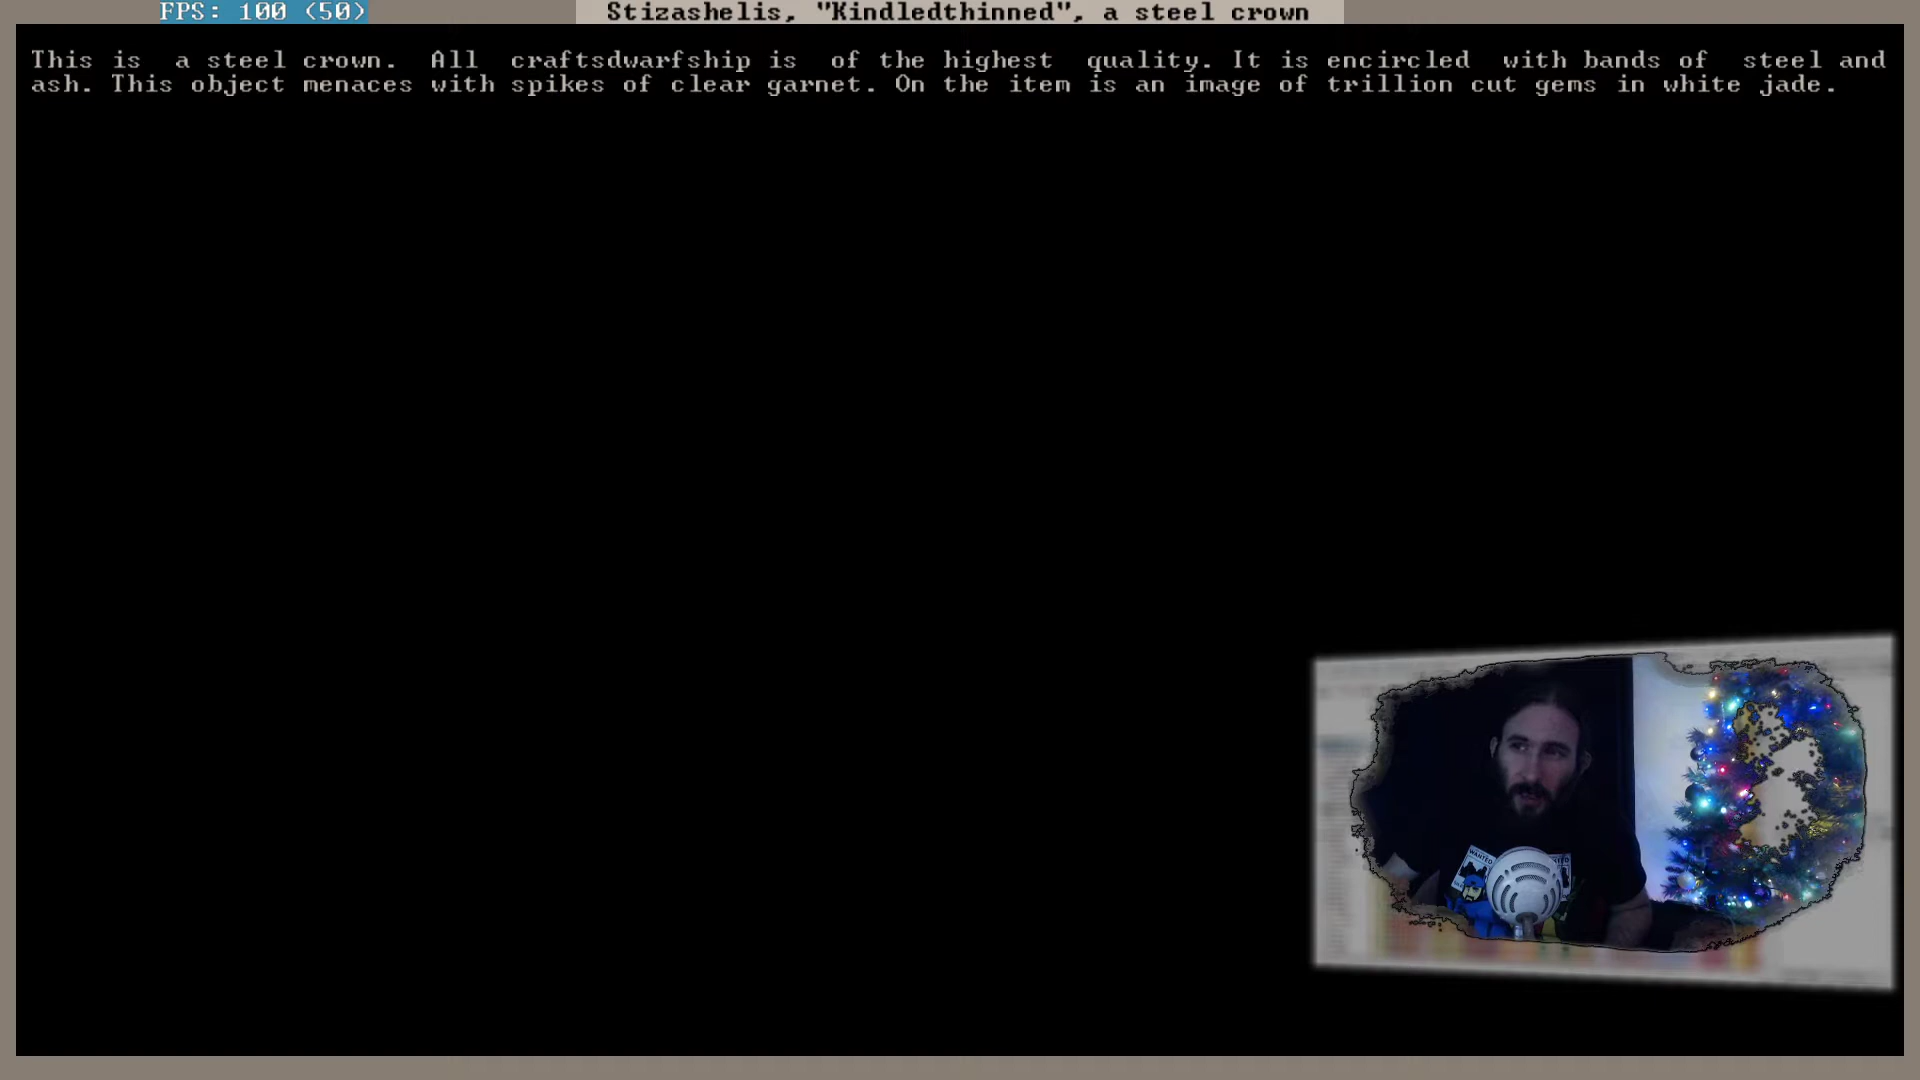 FPS: 100 (50)
Stizashelis, "Kindledthinned", a steel crown
This is a steel crown. All craftsdwarfship is of the highest quality. It is encircled with bands of steel and
ash. This object menaces with spikes of clear garnet. On the item is an image of trillion cut gems in white jade.
WANTED